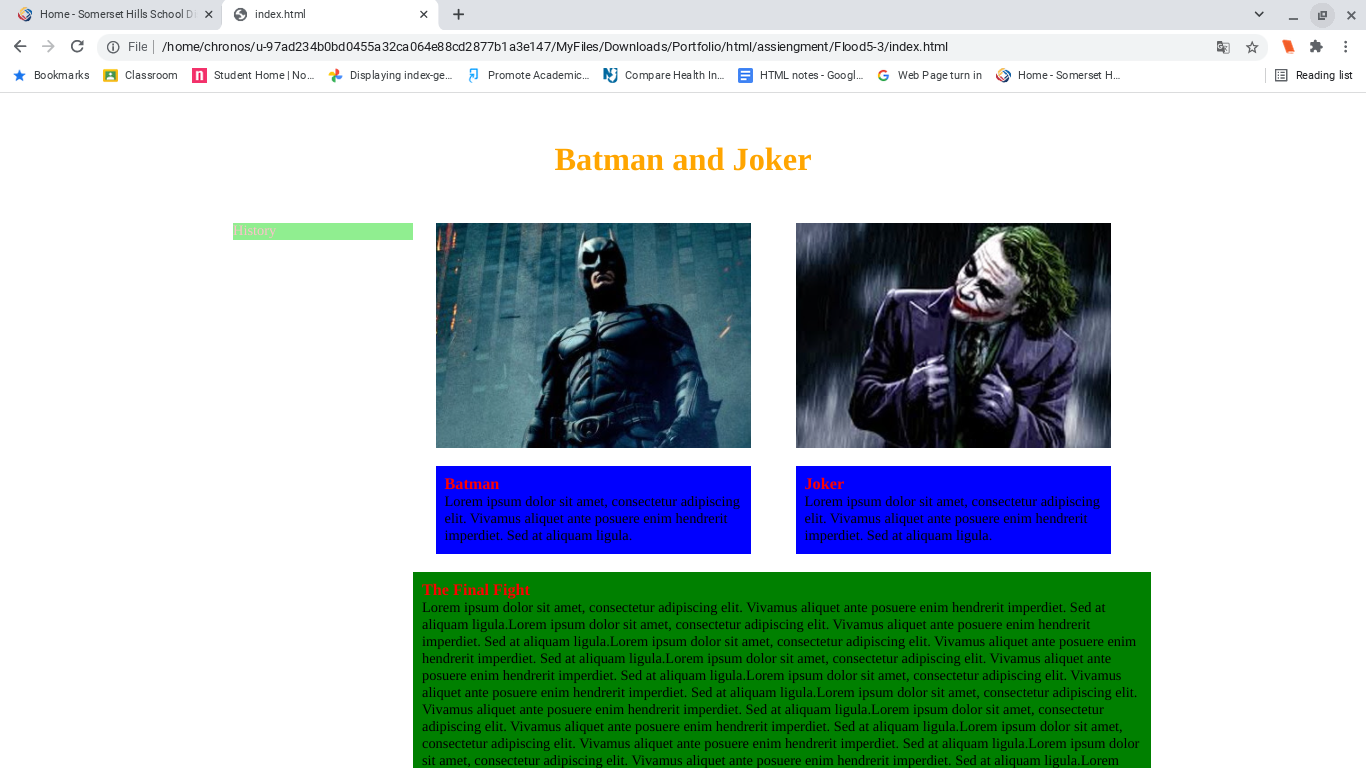 Home - Somerset Hills School D
index.html
File
/home/chronos/u-97ad234b0bd0455a32ca064e88cd2877b1a3e147/MyFiles/Downloads/Portfolio/html/assiengment/Flood5-3/index.html
Bookmarks
Classroom
Student Home | No...
Displaying index-ge...
Promote Academic...
Compare Health In...
HTML notes - Googl...
Web Page turn in
Home - Somerset H...
Reading list
Batman and Joker
History
Batman
Lorem ipsum dolor sit amet, consectetur adipiscing
elit. Vivamus aliquet ante posuere enim hendrerit
imperdiet. Sed at aliquam ligula.
Joker
Lorem ipsum dolor sit amet, consectetur adipiscing
elit. Vivamus aliquet ante posuere enim hendrerit
imperdiet. Sed at aliquam ligula.
The Final Fight
Lorem ipsum dolor sit amet, consectetur adipiscing elit. Vivamus aliquet ante posuere enim hendrerit imperdiet. Sed at
aliquam ligula.Lorem ipsum dolor sit amet, consectetur adipiscing elit. Vivamus aliquet ante posuere enim hendrerit
imperdiet. Sed at aliquam ligula.Lorem ipsum dolor sit amet, consectetur adipiscing elit. Vivamus aliquet ante posuere enim
hendrerit imperdiet. Sed at aliquam ligula.Lorem ipsum dolor sit amet, consectetur adipiscing elit. Vivamus aliquet ante
posuere enim hendrerit imperdiet. Sed at aliquam ligula.Lorem ipsum dolor sit amet, consectetur adipiscing elit. Vivamus
aliquet ante posuere enim hendrerit imperdiet. Sed at aliquam ligula.Lorem ipsum dolor sit amet, consectetur adipiscing elit.
Vivamus aliquet ante posuere enim hendrerit imperdiet. Sed at aliquam ligula.Lorem ipsum dolor sit amet, consectetur
adipiscing elit. Vivamus aliquet ante posuere enim hendrerit imperdiet. Sed at aliquam ligula.Lorem ipsum dolor sit amet,
consectetur adipiscing elit. Vivamus aliquet ante posuere enim hendrerit imperdiet. Sed at aliquam ligula.Lorem ipsum dolor
sit amet, consectetur adipiscing elit. Vivamus aliquet ante posuere enim hendrerit imperdiet. Sed at aliquam ligula.Lorem